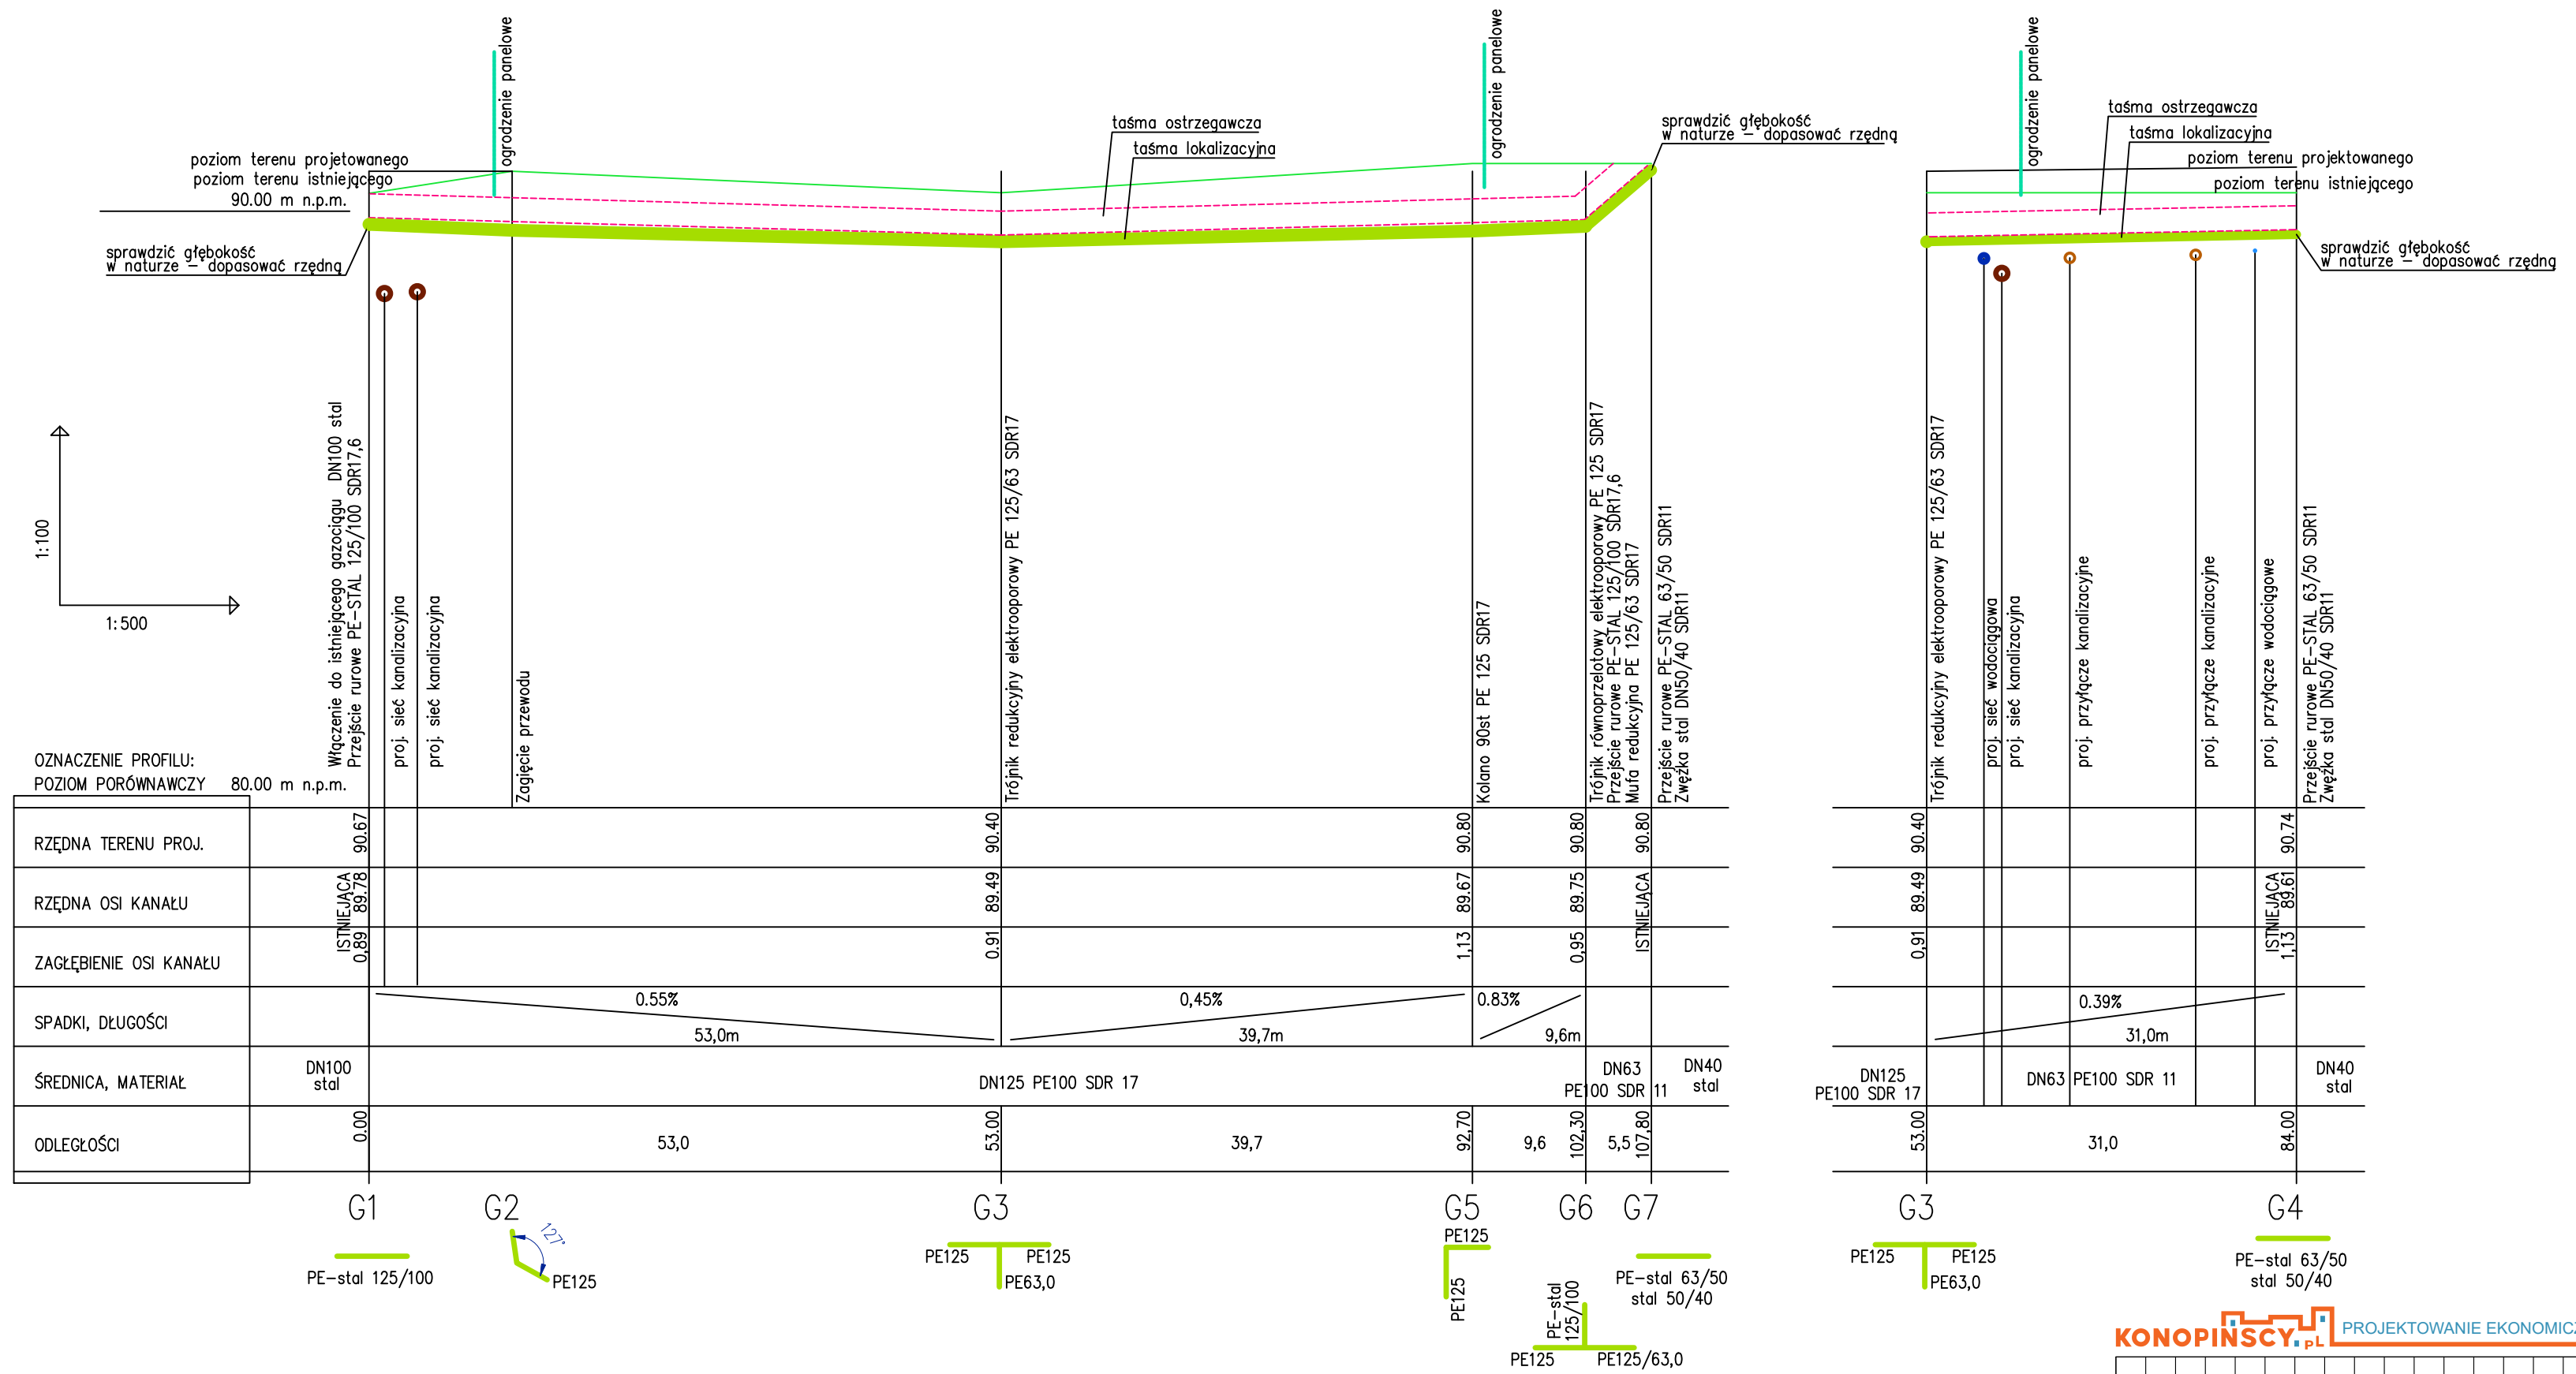 ogrodzenie panelowe
ogrodzenie panelowe
ogrodzenie panelowe
poziom terenu projetowanego
poziom terenu istniejącego
90.00 m n.p.m.
sprawdzić głębokość
w naturze – dopasować rzędną
taśma ostrzegawcza
taśma lokalizacyjna
sprawdzić głębokość
w naturze – dopasować rzędną
taśma ostrzegawcza
taśma lokalizacyjna
poziom terenu projektowanego
poziom terenu istniejącego
sprawdzić głębokość
w naturze – dopasować rzędną
1:100
1:500
Włączenie do istniejącego gazociągu DN100 stal
Przejście rurowe PE-STAL 125/100 SDR17,6
proj. sieć kanalizacyjna
proj. sieć kanalizacyjna
Zagięcie przewodu
Trójnik redukcyjny elektrooporowy PE 125/63 SDR17
Kolano 90st PE 125 SDR17
Trójnik równoprzelotowy elektrooporowy PE 125 SDR17
Przejście rurowe PE-STAL 125/100 SDR17,6
Mufa redukcyjna PE 125/63 SDR17
Przejście rurowe PE-STAL 63/50 SDR11
Zwężka stal DN50/40 SDR11
Trójnik redukcyjny elektrooporowy PE 125/63 SDR17
proj. sieć wodociągowa
proj. sieć kanalizacyjna
proj. przyłącze kanalizacyjne
proj. przyłącze kanalizacyjne
proj. przyłącze wodociągowe
Przejście rurowe PE-STAL 63/50 SDR11
Zwężka stal DN50/40 SDR11
OZNACZENIE PROFILU:
POZIOM PORÓWNAWCZY 80.00 m n.p.m.
RZĘDNA TERENU PROJ. 90.67 90.40 90.80 90.80 90.80 90.40 90.74
RZĘDNA OSI KANAŁU ISTNIEJĄCA 89.78 89.49 89.67 89.75 ISTNIEJĄCA 89.49 ISTNIEJĄCA 89.61
ZAGŁĘBIENIE OSI KANAŁU 0,89 0.91 1,13 0,95 0,91 1,13
SPADKI, DŁUGOŚCI
0.55% 0,45% 0.83% 0.39%
53,0m 39,7m 9,6m 31,0m
ŚREDNICA, MATERIAŁ
DN100
stal
DN125 PE100 SDR 17
DN63
PE100 SDR 11
DN40
stal
DN125
PE100 SDR 17
DN63 PE100 SDR 11
DN40
stal
ODLEGŁOŚCI
0.00 53,0 53.00 39,7 92,70 9,6 102,30 5,5 107,80 53.00 31,0 84.00
G1 G2 G3 G5 G6 G7 G3 G4
PE-stal 125/100
127°
PE125
PE125 PE125
PE63,0
PE125
PE125
PE-stal
125/100
PE125 PE125/63,0
PE-stal 63/50
stal 50/40
PE125 PE125
PE63,0
PE-stal 63/50
stal 50/40
KONOPIŃSCY.PL PROJEKTOWANIE EKONOMICZ